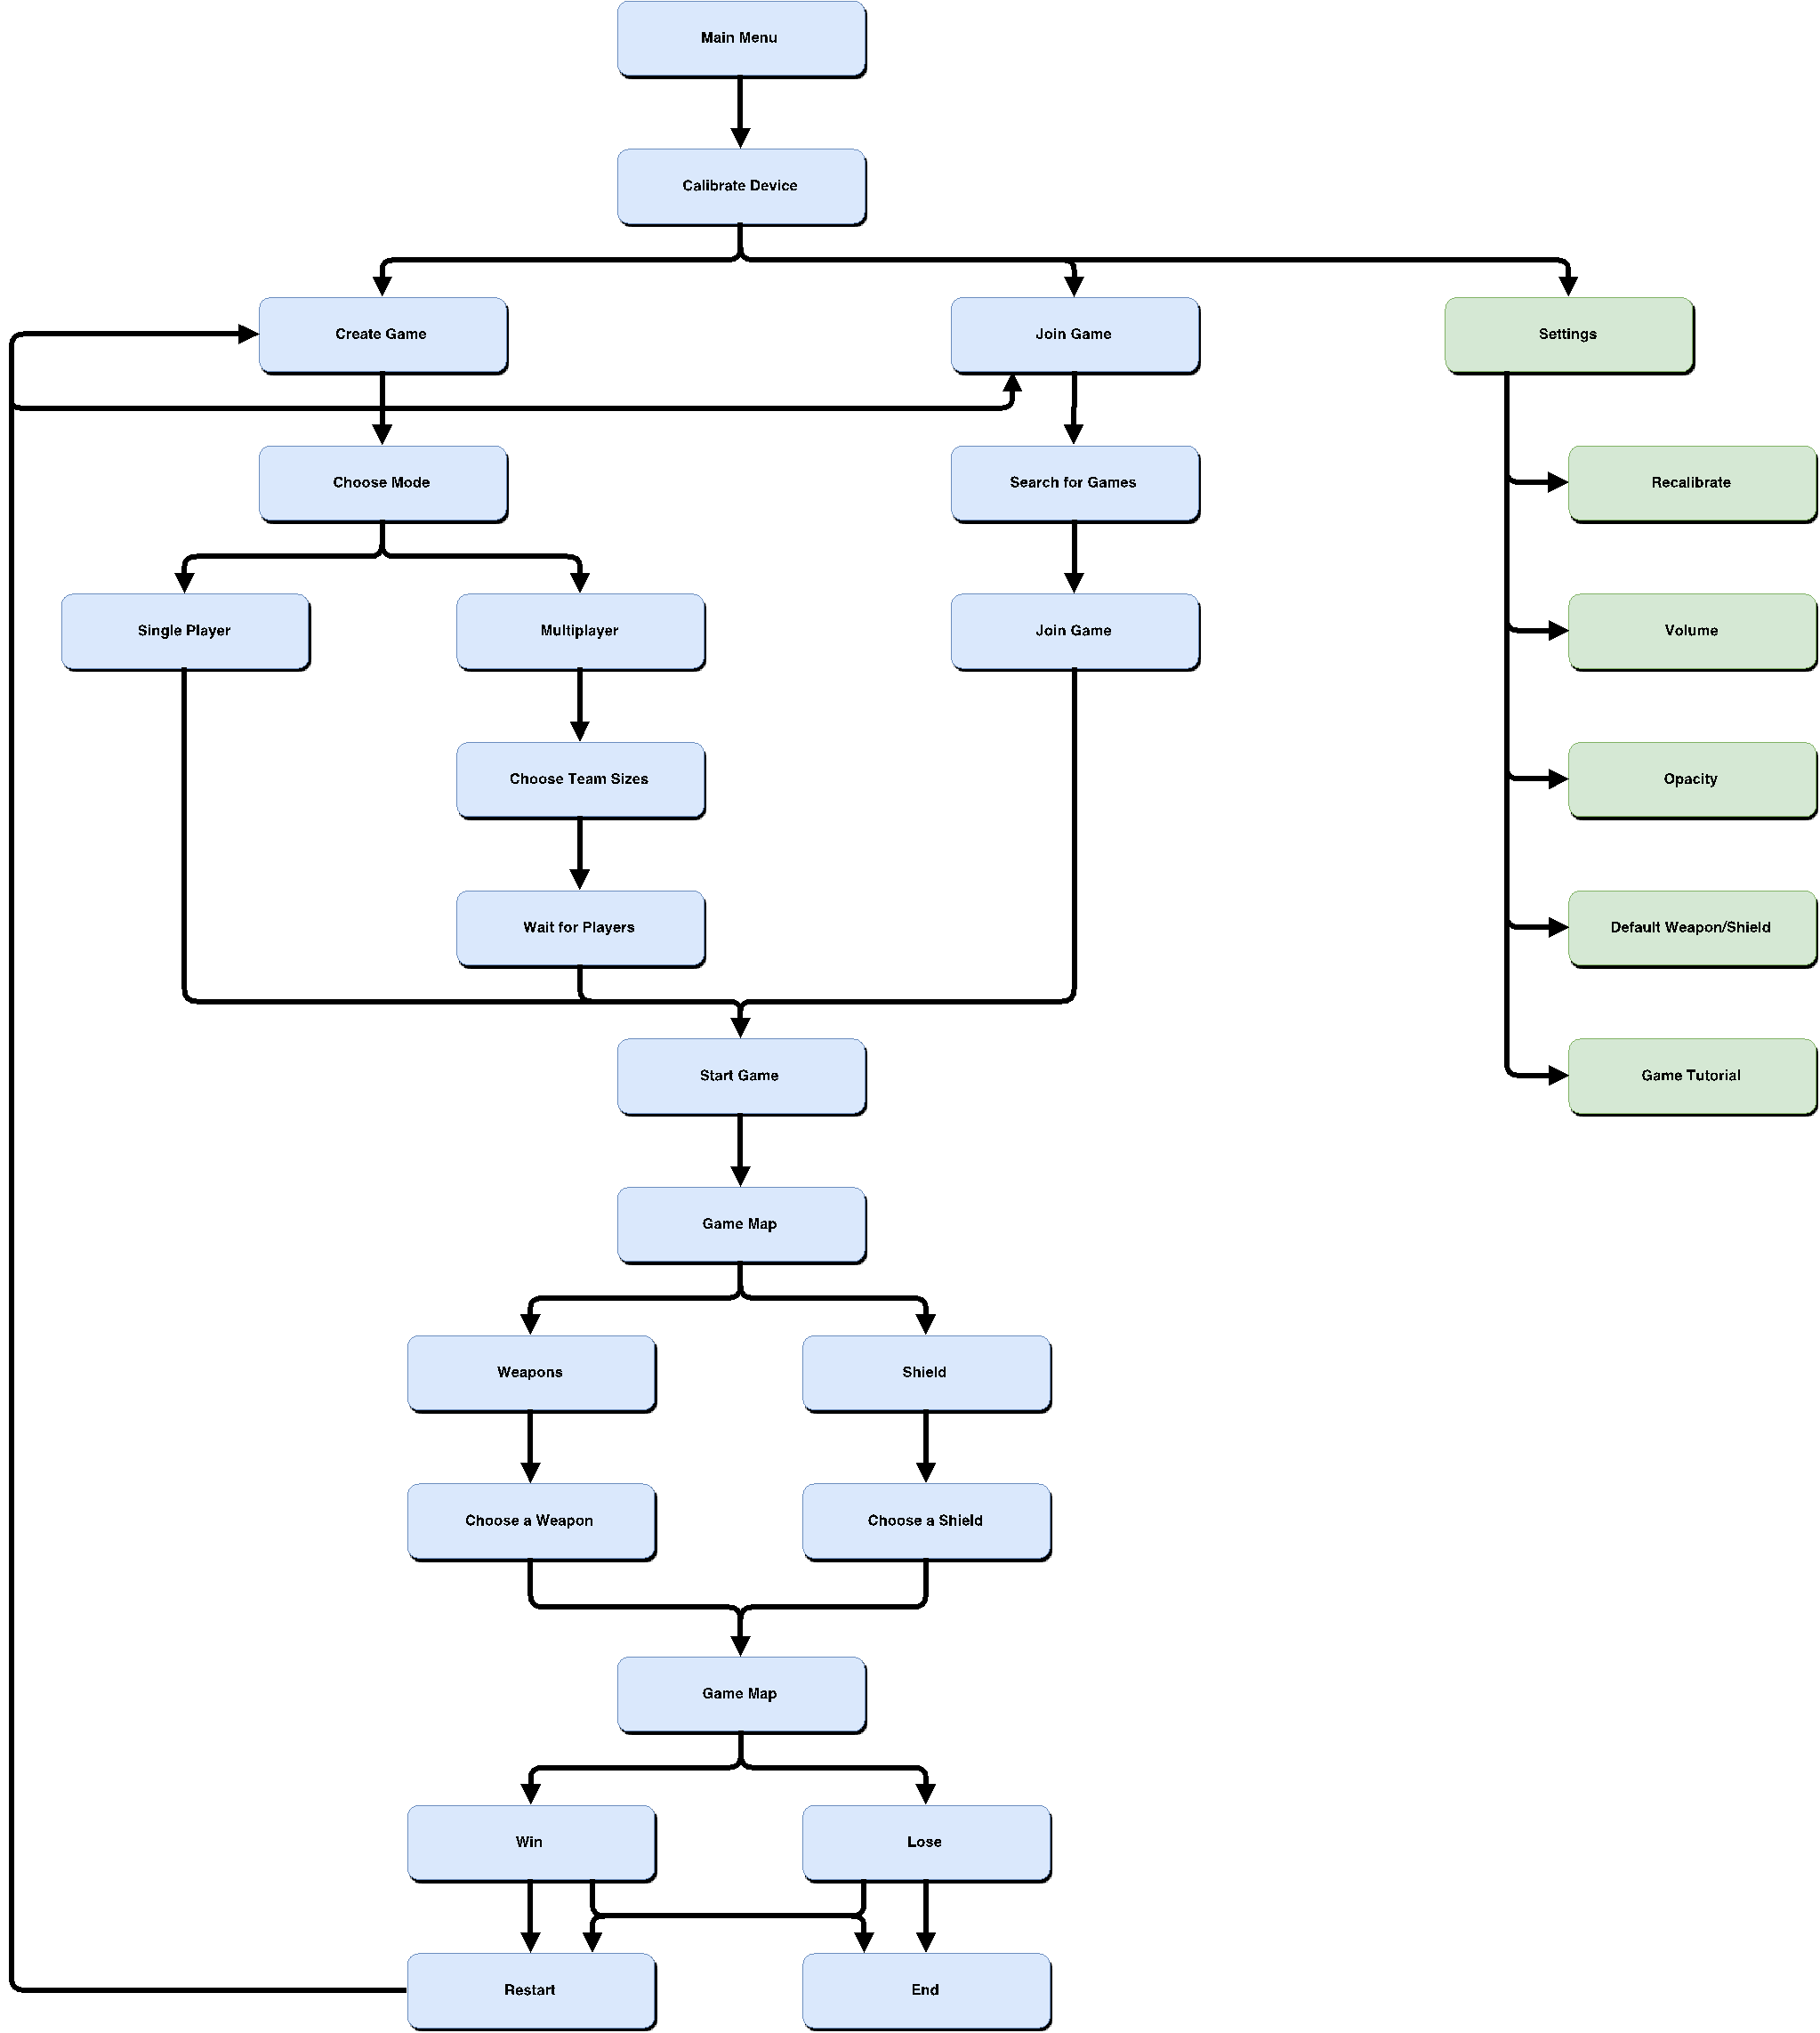 Main Menu
Calibrate Device
Create Game
Join Game
Settings
Choose Mode
Search for Games
Recalibrate
Single Player
Multiplayer
Join Game
Volume
Choose Team Sizes
Opacity
Wait for Players
Default Weapon/Shield
Start Game
Game Tutorial
Game Map
Weapons
Shield
Choose a Weapon
Choose a Shield
Game Map
Win
Lose
Restart
End